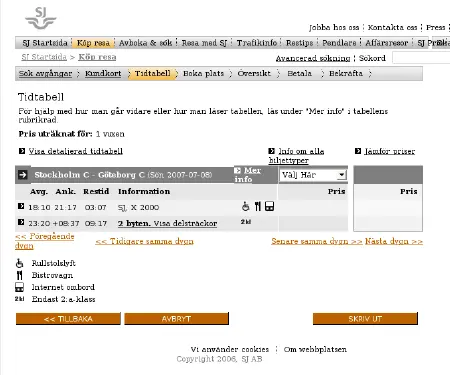 SJ
Jobba hos oss Kontakta oss Press
SJ Startsida Köp resa Avboka & sök Resa med SJ Trafikinfo Restips Pendlare Affärsresor SJ
SJ Startsida > Köp resa Avancerad sökning Sökord
Sök avgångar Kundkort Tidtabell Boka plats Översikt Betala Bekräfta
Tidtabell
För hjälp med hur man går vidare eller hur man läser tabellen, läs under "Mer info" i tabellens
rubrikrad.
Pris uträknat för: 1 vuxen
Visa detaljerad tidtabell Info om alla biljettyper Jämför priser
Stockholm C - Göteborg C (Sön 2007-07-08) Mer info Välj Här
Avg. Ank. Restid Information Pris Pris
18:10 21:17 03:07 SJ, X 2000
23:20 +08:37 09:17 2 byten. Visa delsträckor 2kl
<< Föregående dygn << Tidigare samma dygn Senare samma dygn >> Nästa dygn >>
Rullstolslyft
Bistrovagn
Internet ombord
2kl Endast 2:a-klass
<< TILLBAKA AVBRYT SKRIV UT
Vi använder cookies Om webbplatsen
Copyright 2006, SJ AB